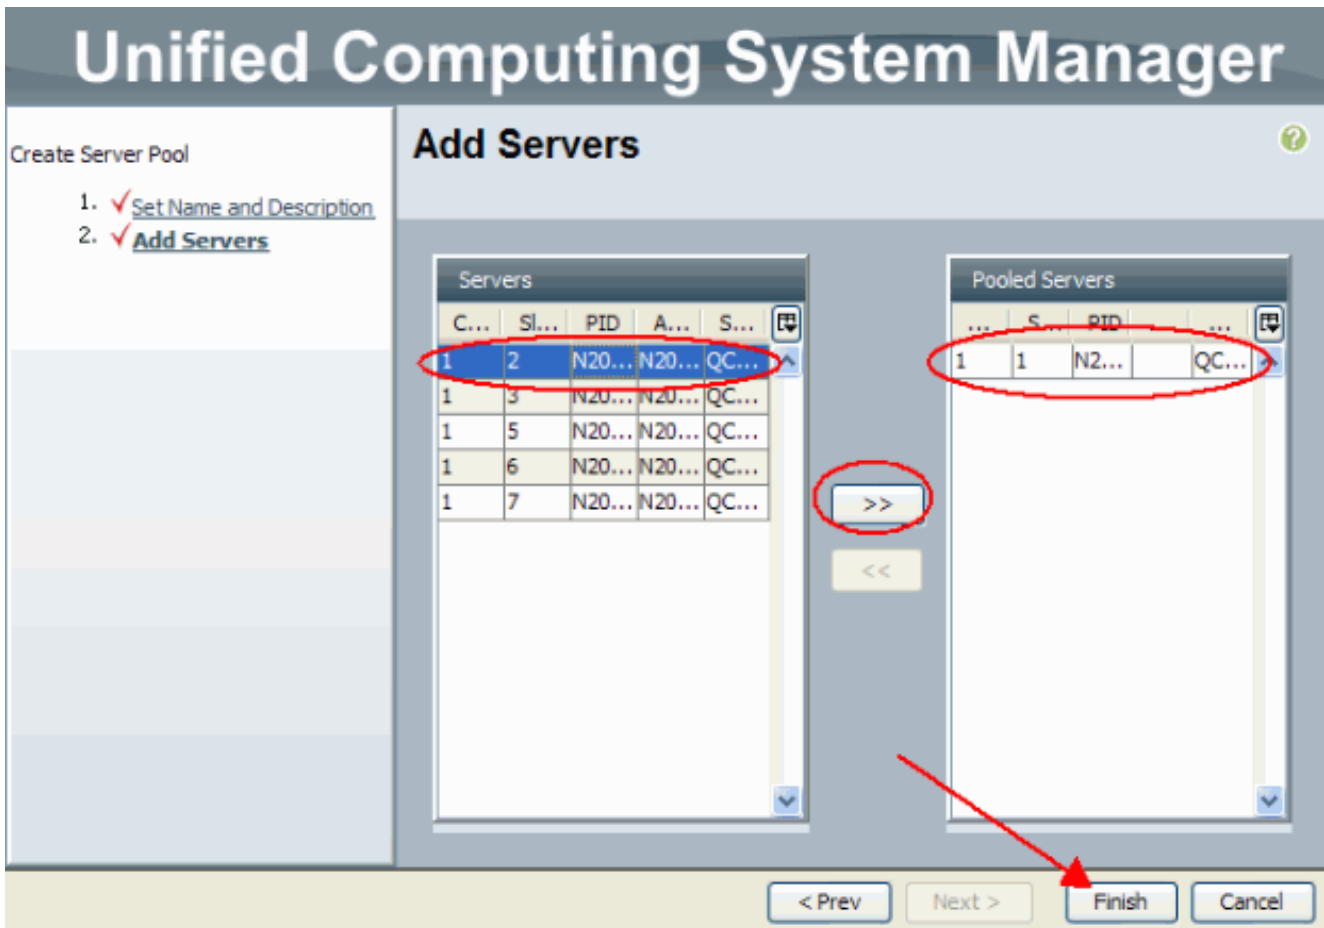 Unified Computing System Manager
Create Server Pool
1. Set Name and Description
2. Add Servers
Add Servers
Servers
C... Sl... PID A... S...
1 2 N20... N20... QC...
1 3 N20... N20... QC...
1 5 N20... N20... QC...
1 6 N20... N20... QC...
1 7 N20... N20... QC...
>>
<<
Pooled Servers
... S... PID ... ...
1 1 N2... QC...
< Prev
Next >
Finish
Cancel